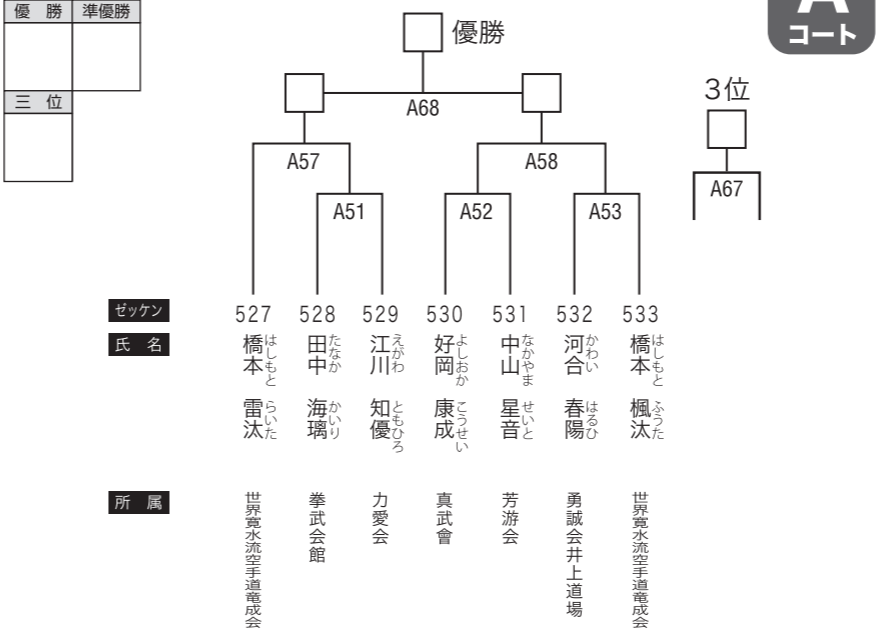 優 勝 準優勝
三 位
優勝
A
コート
A68
3位
A57
A58
A67
A51
A52
A53
ゼッケン
527 528 529 530 531 532 533
氏 名
橋本 雷汰
はしもと らいた
田中 海璃
たなか かいり
江川 知優
えがわ ともひろ
好岡 康成
よしおか こうせい
中山 星音
なかやま せいと
河合 春陽
かわい はるひ
橋本 楓汰
はしもと ふうた
所 属
世界寛水流空手道竜成会
拳武会館
力愛会
真武會
芳游会
勇誠会井上道場
世界寛水流空手道竜成会